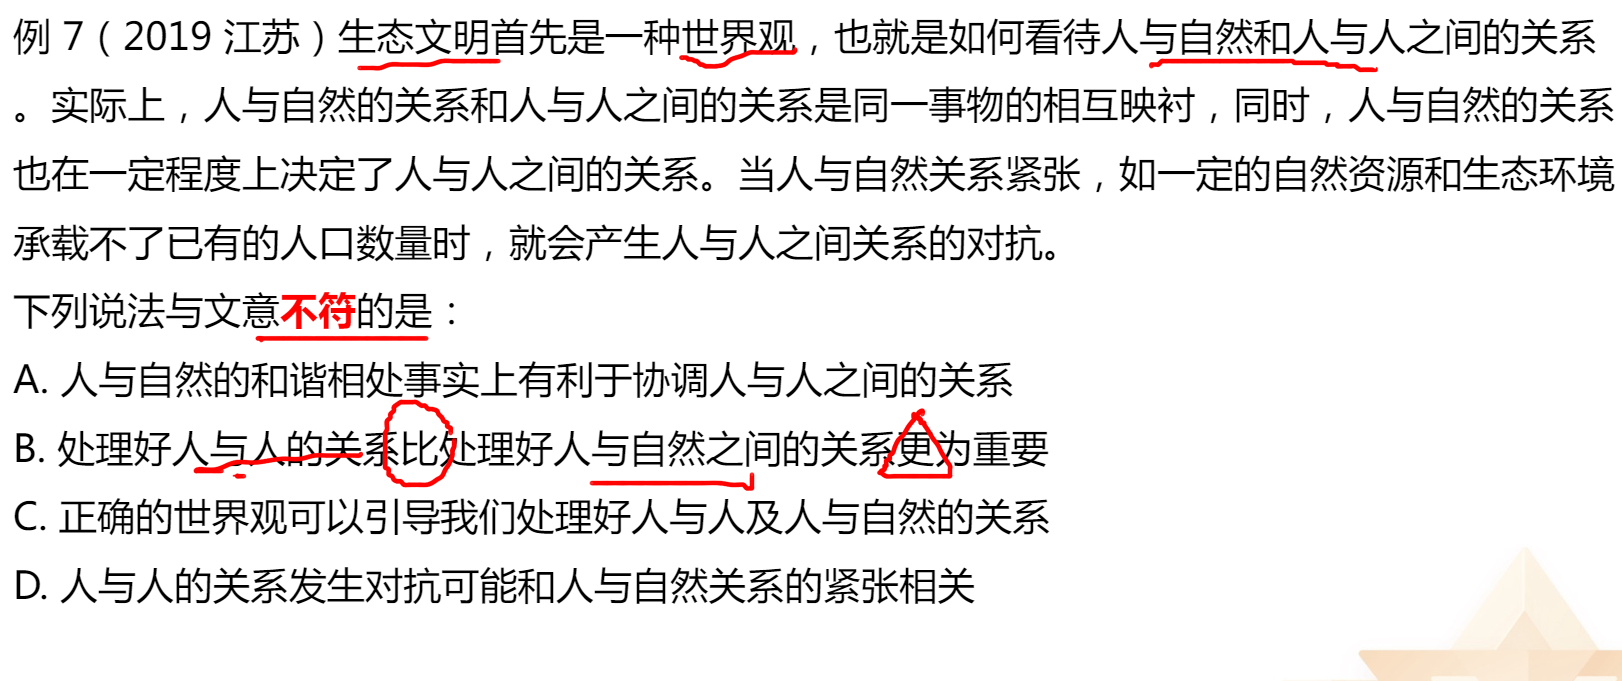 例 7（2019 江苏）生态文明首先是一种世界观，也就是如何看待人与自然和人与人之间的关系
。实际上，人与自然的关系和人与人之间的关系是同一事物的相互映衬，同时，人与自然的关系
也在一定程度上决定了人与人之间的关系。当人与自然关系紧张，如一定的自然资源和生态环境
承载不了已有的人口数量时，就会产生人与人之间关系的对抗。
下列说法与文意不符的是：
A. 人与自然的和谐相处事实上有利于协调人与人之间的关系
B. 处理好人与人的关系比处理好人与自然之间的关系更为重要
C. 正确的世界观可以引导我们处理好人与人及人与自然的关系
D. 人与人的关系发生对抗可能和人与自然关系的紧张相关